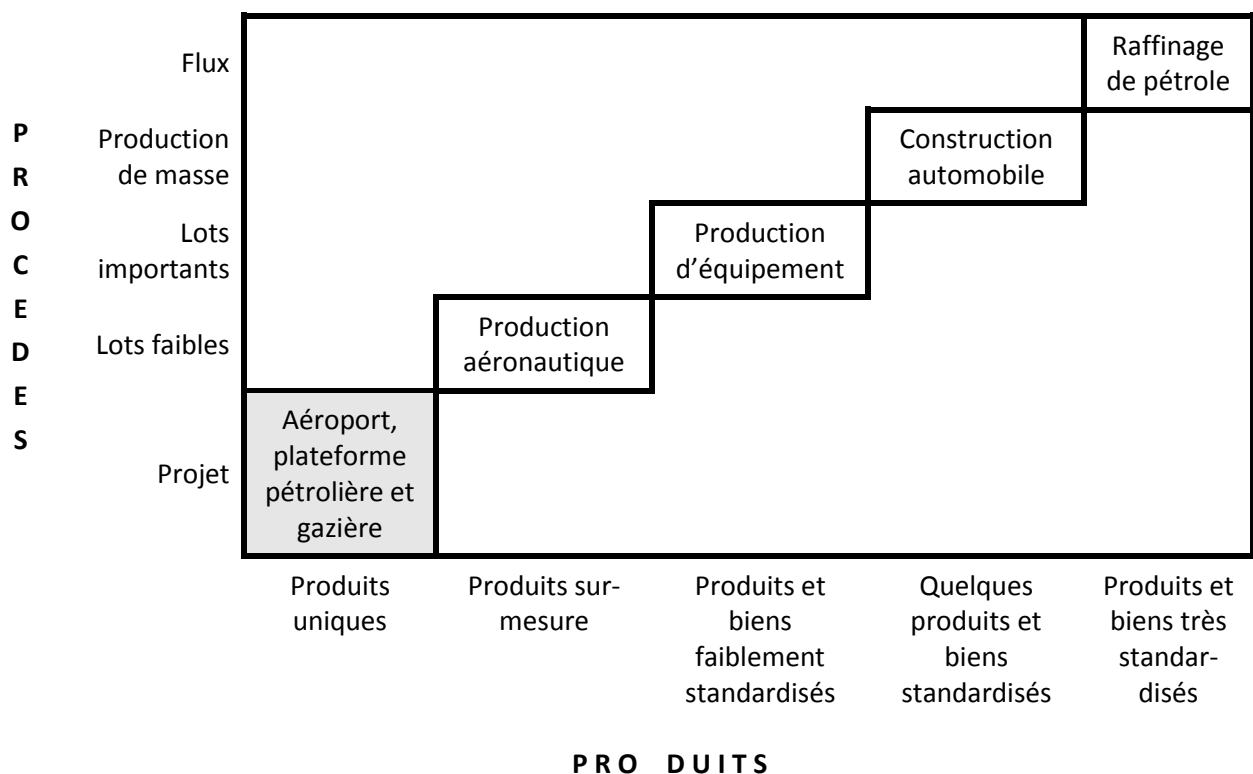 Flux
Raffinage
de pétrole
P
R
O
C
E
D
E
S
Production
de masse
Construction
automobile
Lots
importants
Production
d’équipement
Lots faibles
Production
aéronautique
Projet
Aéroport,
plateforme
pétrolière et
gazière
Produits
uniques
Produits sur-
mesure
Produits et
biens
faiblement
standardisés
Quelques
produits et
biens
standardisés
Produits et
biens très
standar-
disés
P R O D U I T S